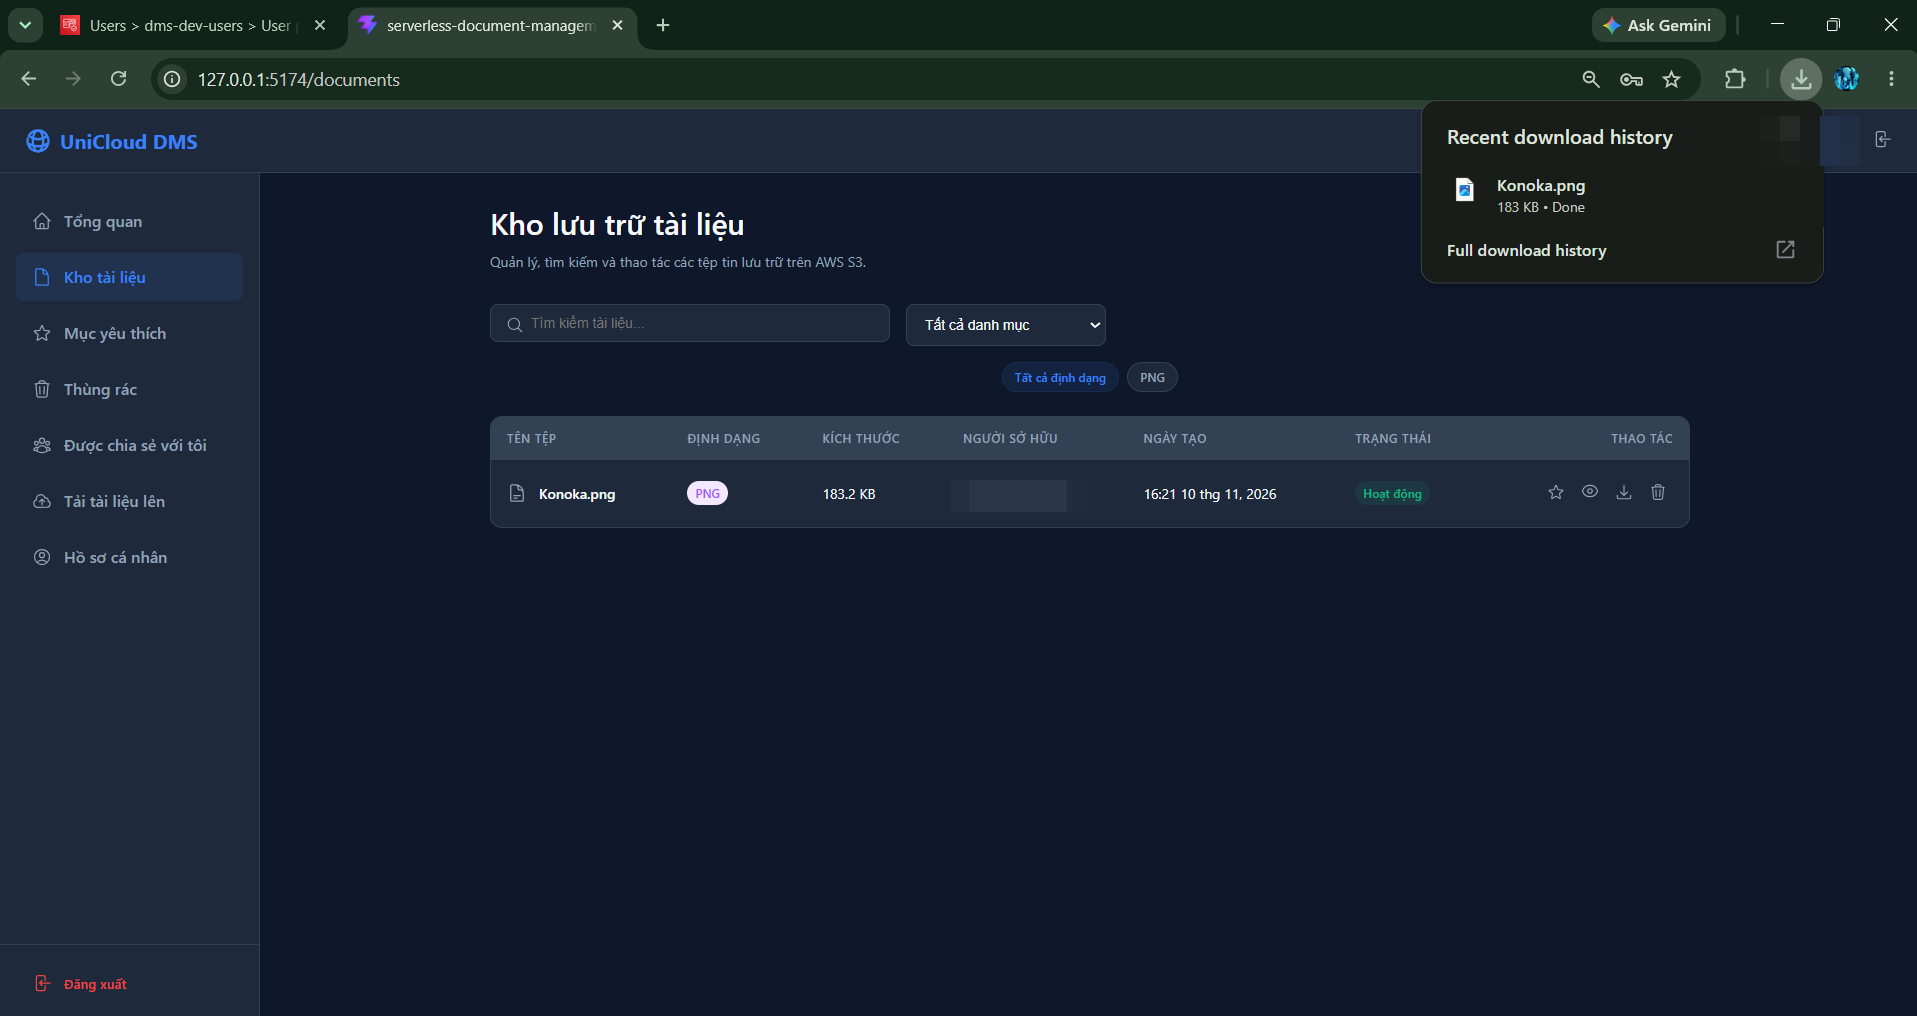 Users > dms-dev-users > User
serverless-document-managem
Ask Gemini
127.0.0.1:5174/documents
UniCloud DMS
Recent download history
Konoka.png
183 KB • Done
Full download history
Tổng quan
Kho tài liệu
Mục yêu thích
Thùng rác
Được chia sẻ với tôi
Tải tài liệu lên
Hồ sơ cá nhân
Đăng xuất
Kho lưu trữ tài liệu
Quản lý, tìm kiếm và thao tác các tệp tin lưu trữ trên AWS S3.
Tìm kiếm tài liệu...
Tất cả danh mục
Tất cả định dạng PNG
TÊN TỆP ĐỊNH DẠNG KÍCH THƯỚC NGƯỜI SỞ HỮU NGÀY TẠO TRẠNG THÁI THAO TÁC
Konoka.png PNG 183.2 KB 16:21 10 thg 11, 2026 Hoạt động